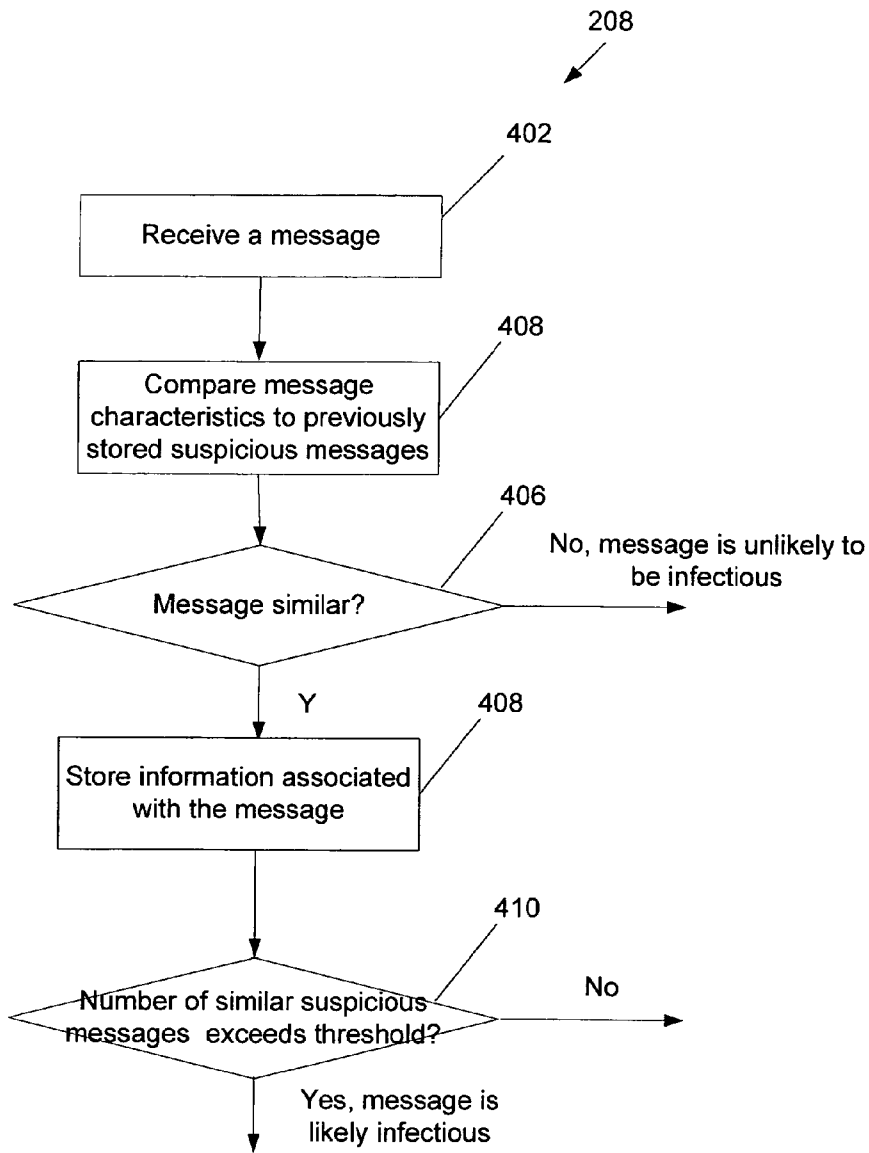 208
402
Receive a message
408
Compare message
characteristics to previously
stored suspicious messages
406
No, message is unlikely to
be infectious
Message similar?
Y
408
Store information associated
with the message
410
Number of similar suspicious
messages exceeds threshold?
No
Yes, message is
likely infectious